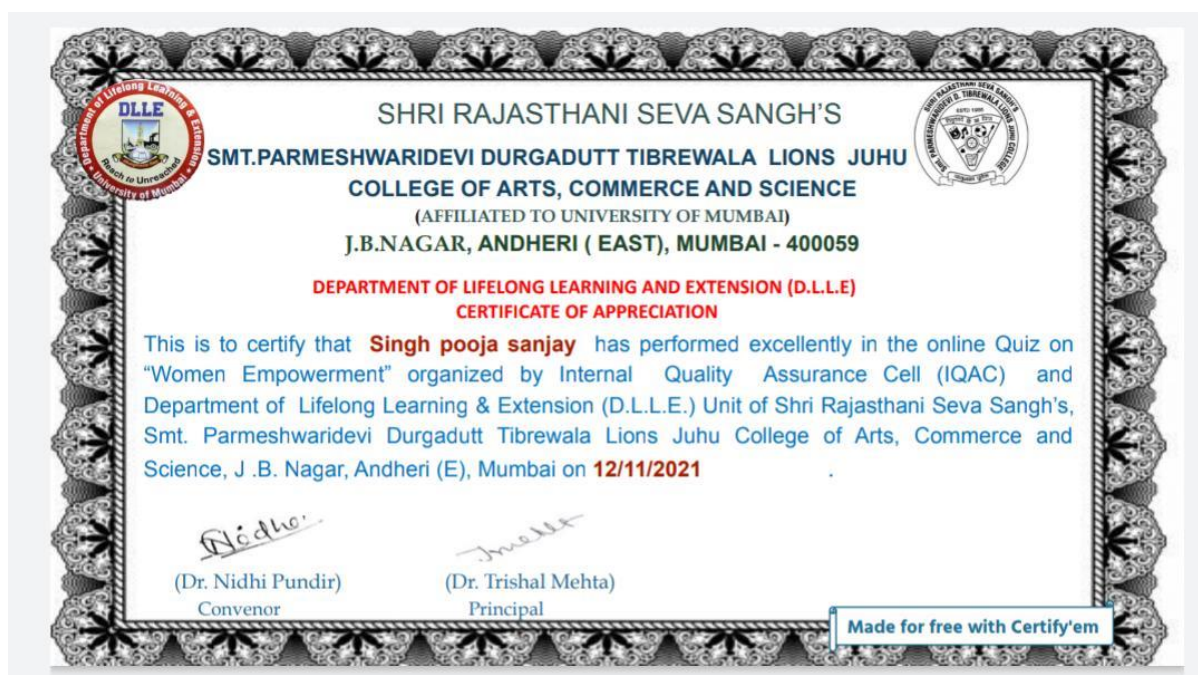 SHRI RAJASTHANI SEVA SANGH'S
SMT.PARMESHWARIDEVI DURGADUTT TIBREWALA LIONS JUHU
COLLEGE OF ARTS, COMMERCE AND SCIENCE
(AFFILIATED TO UNIVERSITY OF MUMBAI)
J.B.NAGAR, ANDHERI ( EAST), MUMBAI - 400059
Department of Lifelong Learning & Extension
DLLE
Reach to Unreached
University of Mumbai
DEPARTMENT OF LIFELONG LEARNING AND EXTENSION (D.L.L.E)
CERTIFICATE OF APPRECIATION
This is to certify that Singh pooja sanjay has performed excellently in the online Quiz on
“Women Empowerment” organized by Internal Quality Assurance Cell (IQAC) and
Department of Lifelong Learning & Extension (D.L.L.E.) Unit of Shri Rajasthani Seva Sangh's,
Smt. Parmeshwaridevi Durgadutt Tibrewala Lions Juhu College of Arts, Commerce and
Science, J .B. Nagar, Andheri (E), Mumbai on 12/11/2021 .
(Dr. Nidhi Pundir) (Dr. Trishal Mehta)
Convenor Principal
Made for free with Certify'em